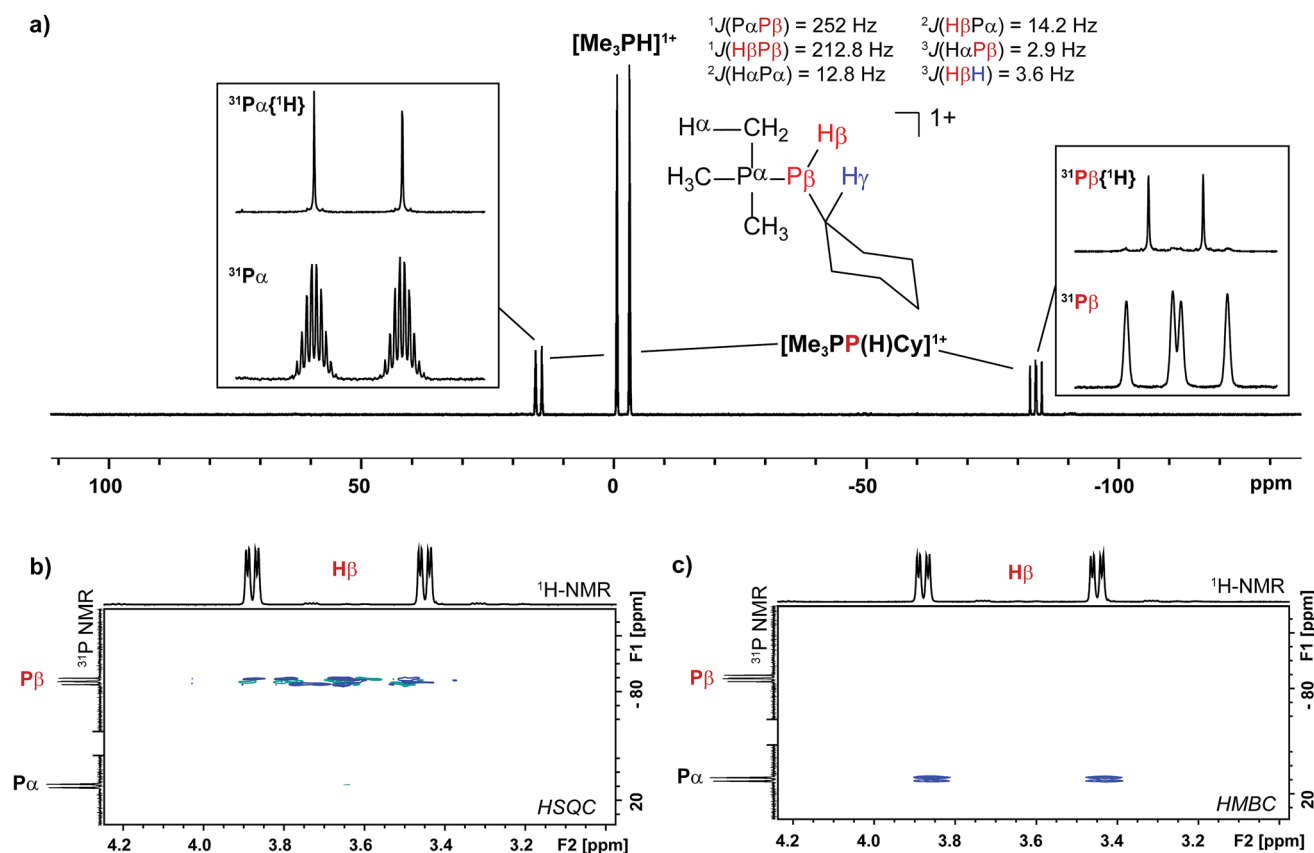 a)
[Me₃PH]¹⁺
¹J(PαPβ) = 252 Hz
²J(HβPα) = 14.2 Hz
¹J(HβPβ) = 212.8 Hz
³J(HαPβ) = 2.9 Hz
²J(HαPα) = 12.8 Hz
³J(HβH) = 3.6 Hz
³¹Pα{¹H}
³¹Pα
Hα
CH₂
Hβ
1+
H₃C
Pα
Pβ
Hγ
CH₃
³¹Pβ{¹H}
³¹Pβ
[Me₃PP(H)Cy]¹⁺
100
50
0
-50
-100
ppm
b)
Hβ
¹H-NMR
³¹P NMR
F1 [ppm]
Pβ
- 80
Pα
20
HSQC
4.2
4.0
3.8
3.6
3.4
3.2
F2 [ppm]
c)
Hβ
¹H-NMR
³¹P NMR
F1 [ppm]
Pβ
- 80
Pα
20
HMBC
4.2
4.0
3.8
3.6
3.4
3.2
F2 [ppm]